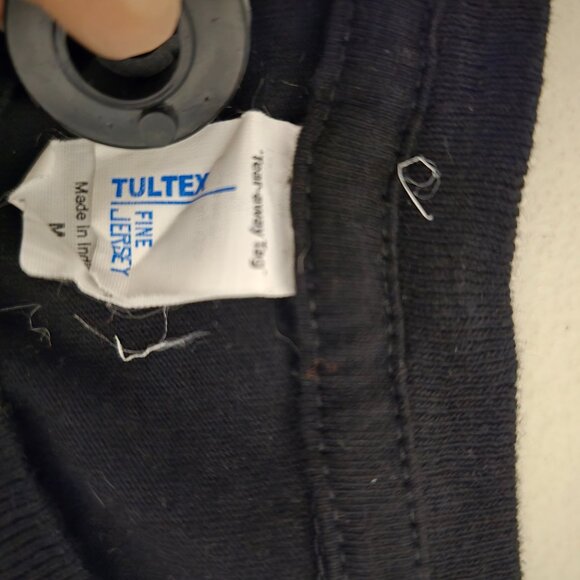 "Tear-away Tag"
TULTEX
FINE
JERSEY
Made in
M